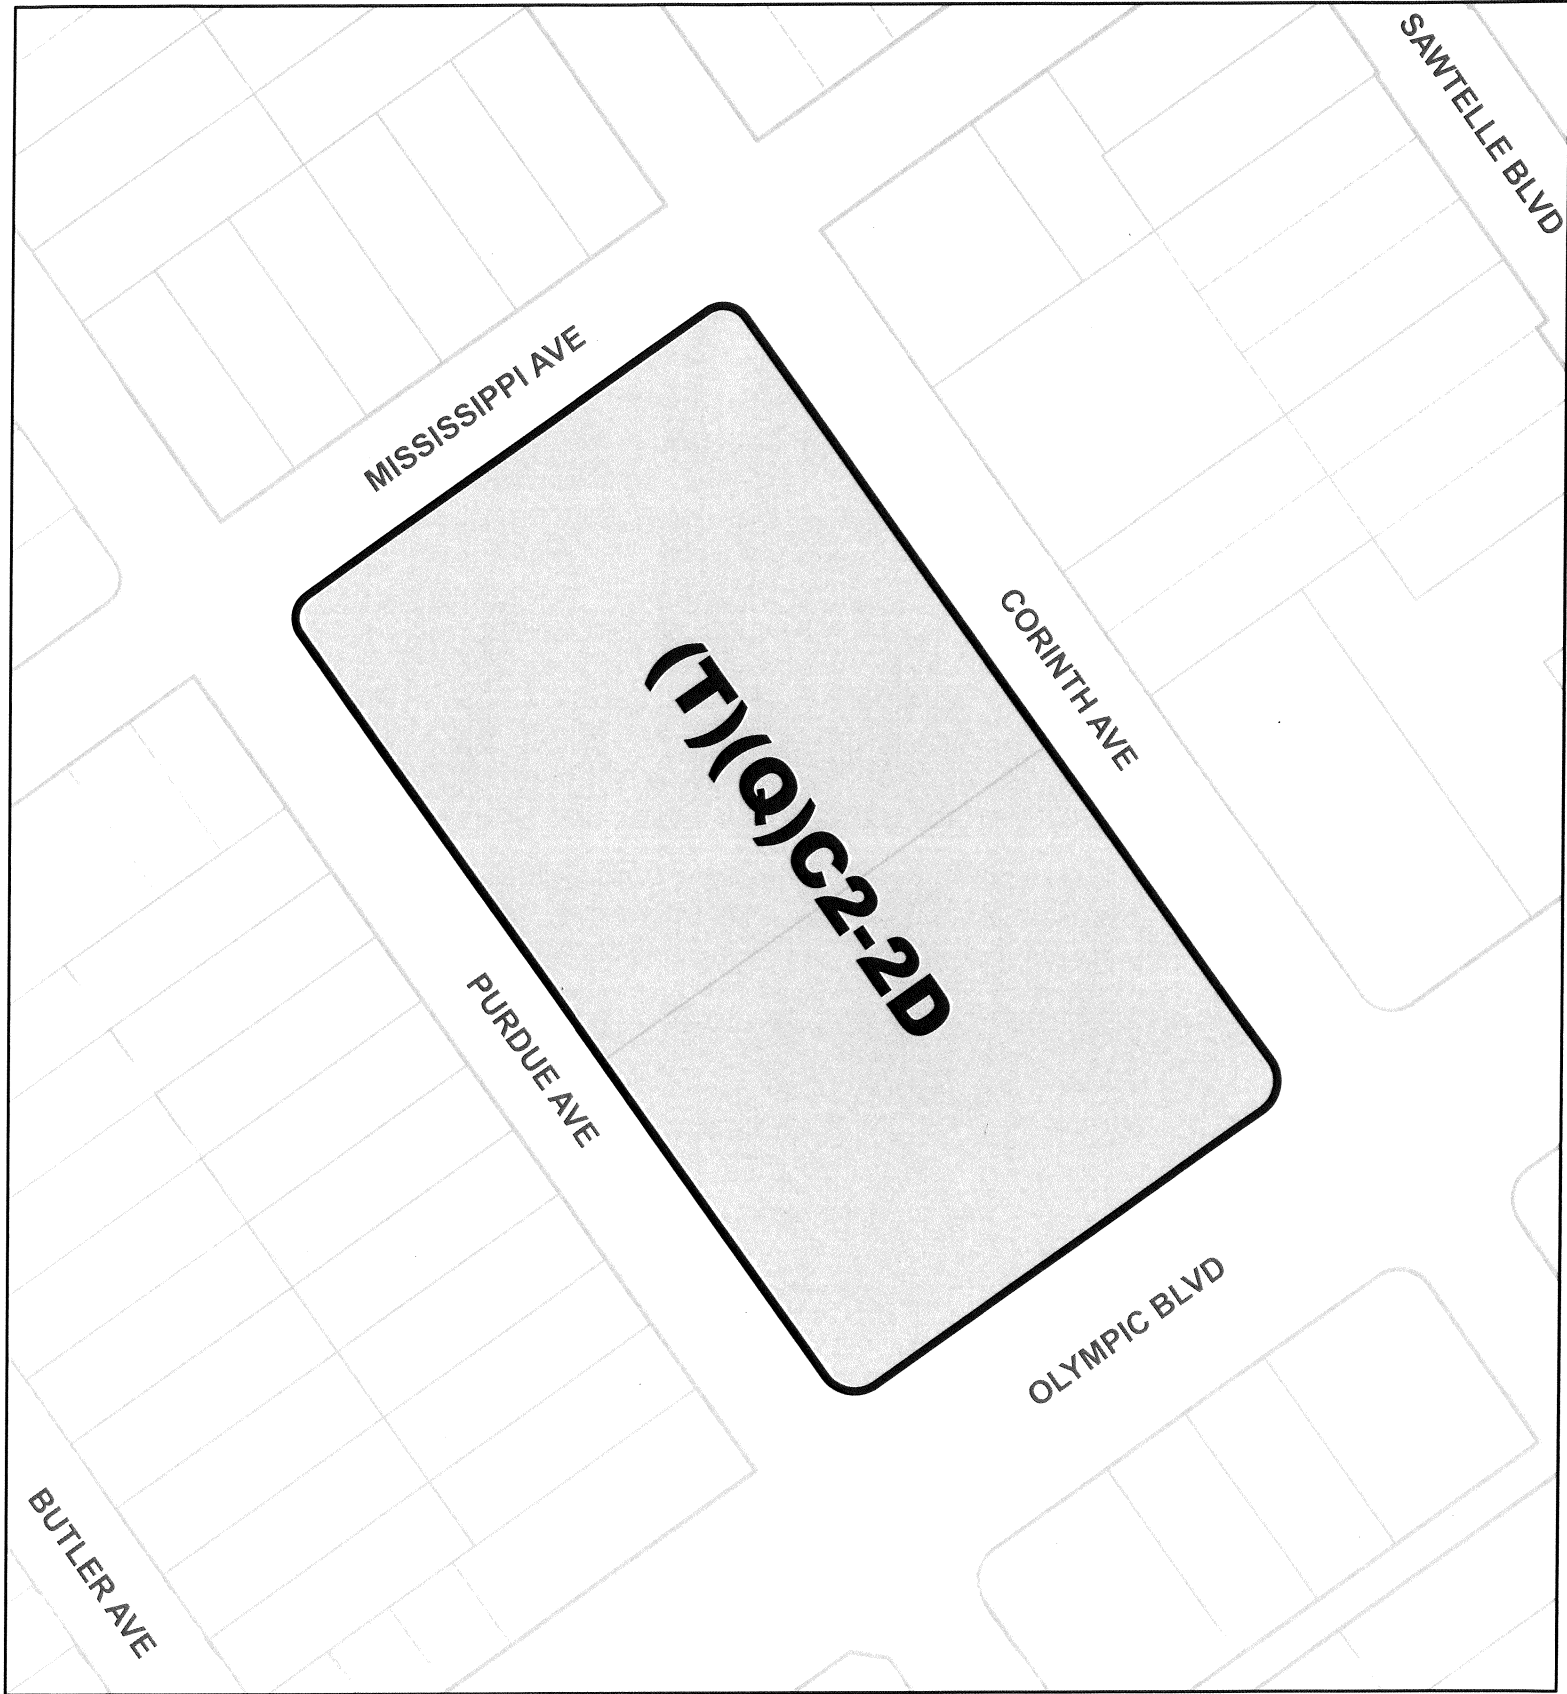 SAWTELLE BLVD
MISSISSIPPI AVE
CORINTH AVE
(T)(Q)C2-2D
PURDUE AVE
OLYMPIC BLVD
BUTLER AVE